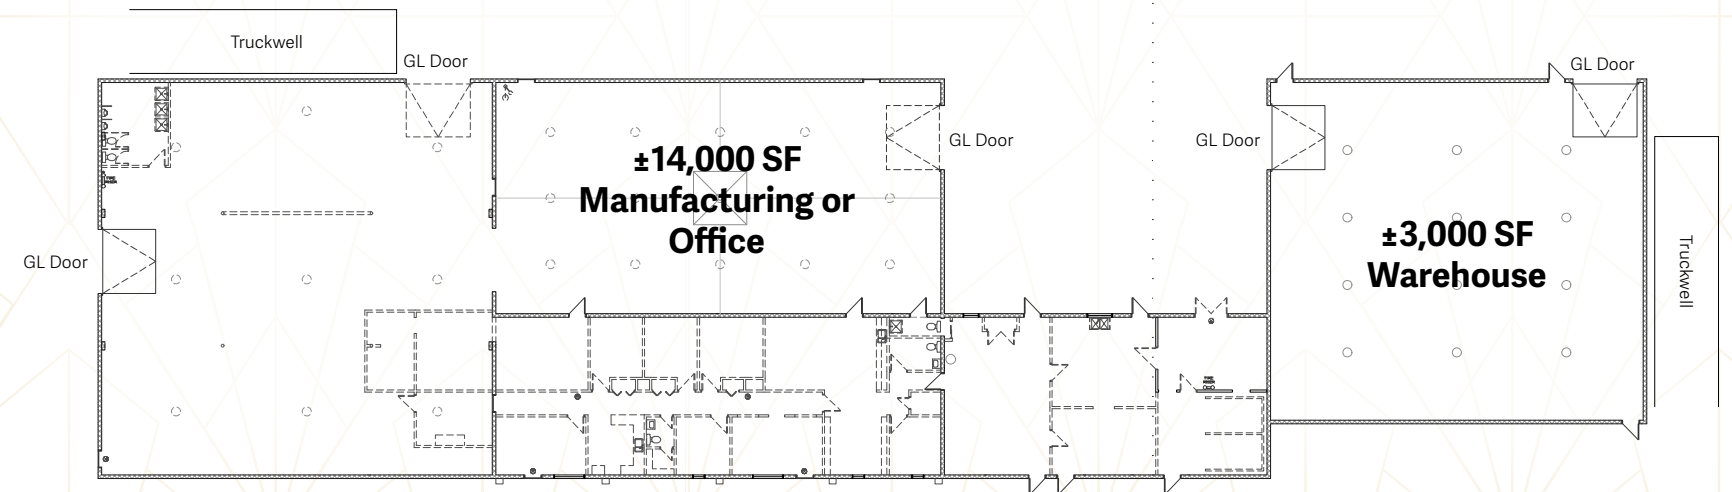 Truckwell
GL Door
GL Door
GL Door
GL Door
GL Door
±14,000 SF
Manufacturing or
Office
±3,000 SF
Warehouse
Truckwell